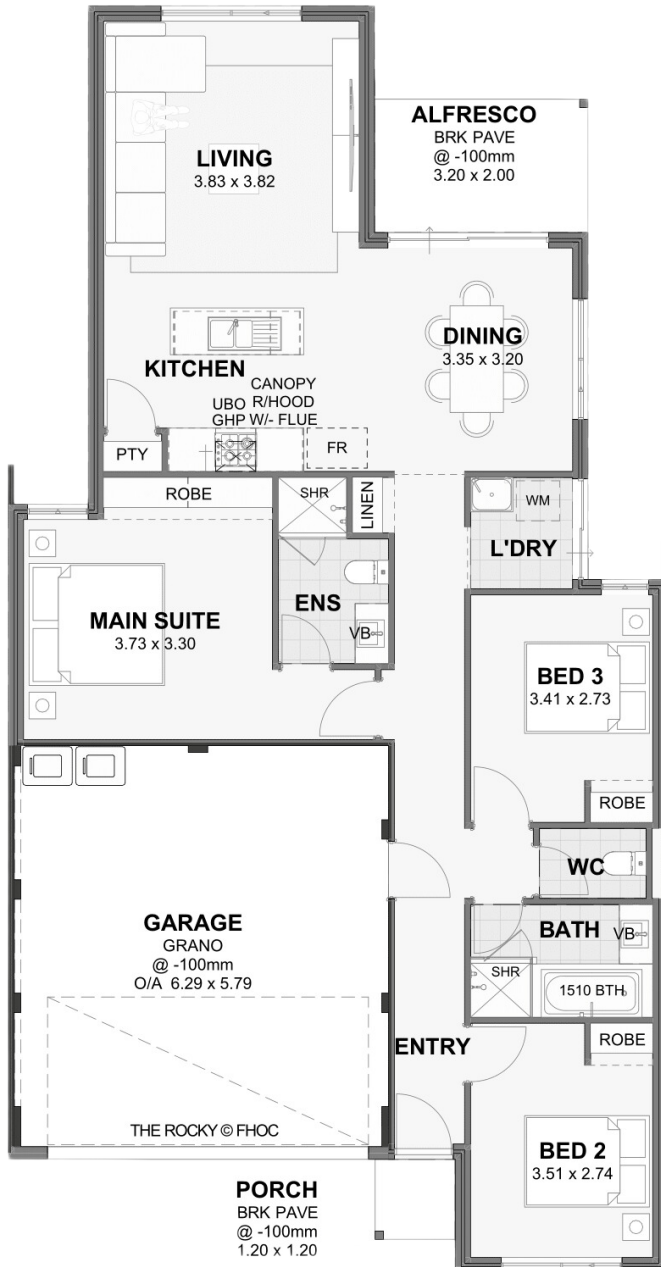 ALFRESCO
BRK PAVE
@ -100mm
3.20 x 2.00
LIVING
3.83 x 3.82
DINING
3.35 x 3.20
KITCHEN
CANOPY
UBO R/HOOD
GHP W/- FLUE
PTY
FR
ROBE
SHR
LINEN
WM
L'DRY
MAIN SUITE
3.73 x 3.30
ENS
VB
BED 3
3.41 x 2.73
ROBE
WC
GARAGE
GRANO
@ -100mm
O/A 6.29 x 5.79
BATH
VB
SHR
1510 BTH
ENTRY
ROBE
THE ROCKY © FHOC
BED 2
3.51 x 2.74
PORCH
BRK PAVE
@ -100mm
1.20 x 1.20